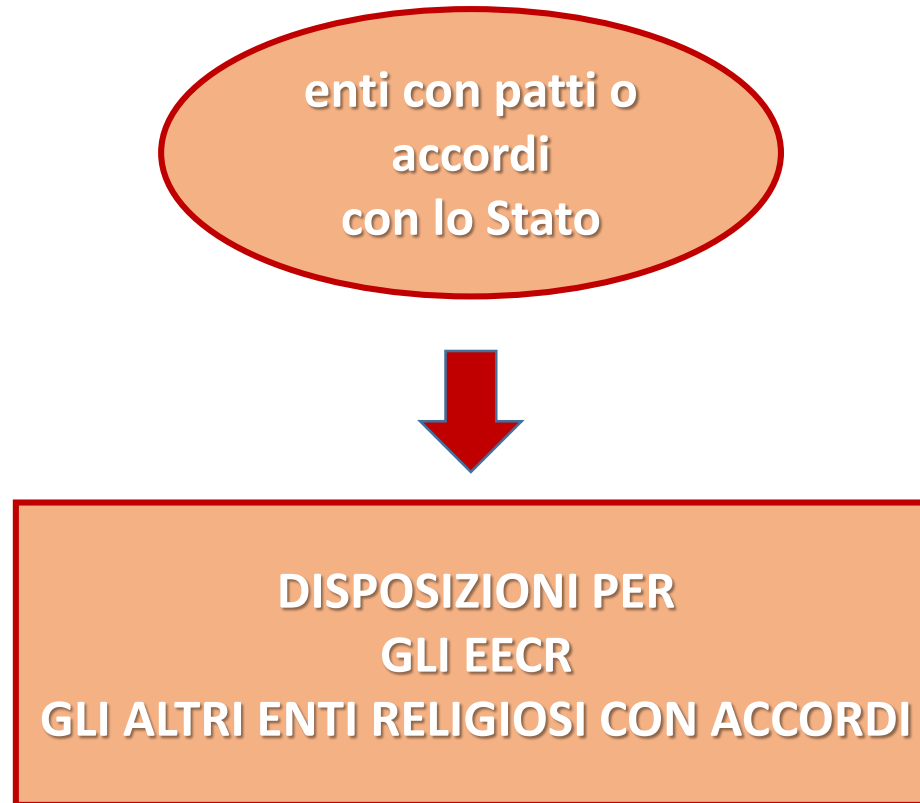 enti con patti o
accordi
con lo Stato
DISPOSIZIONI PER
GLI EECR
GLI ALTRI ENTI RELIGIOSI CON ACCORDI